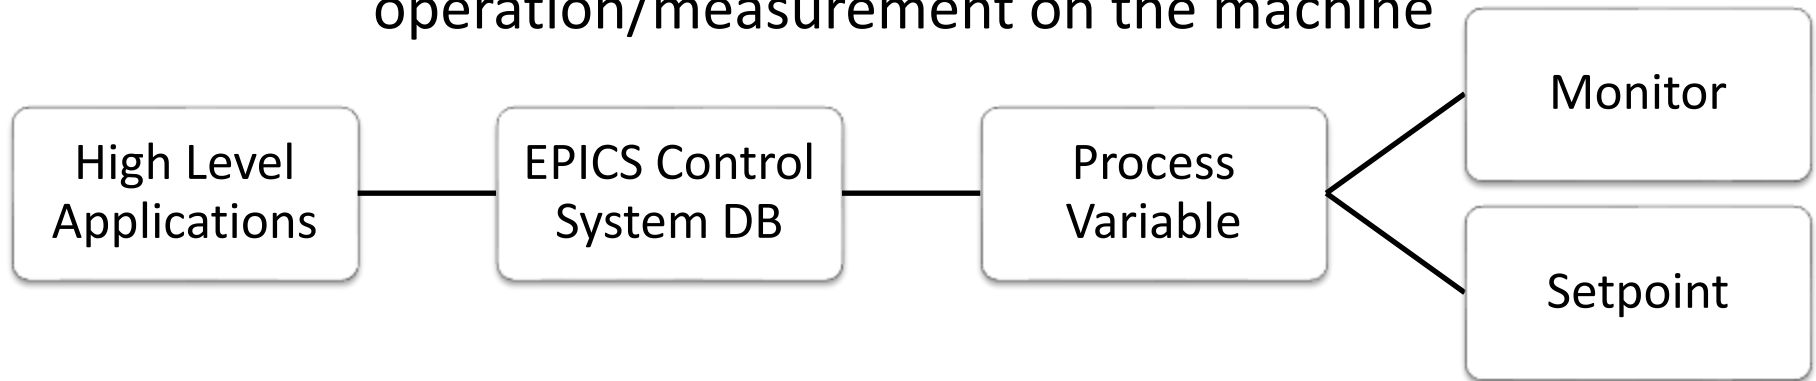 operation/measurement on the machine
High Level
Applications
EPICS Control
System DB
Process
Variable
Monitor
Setpoint